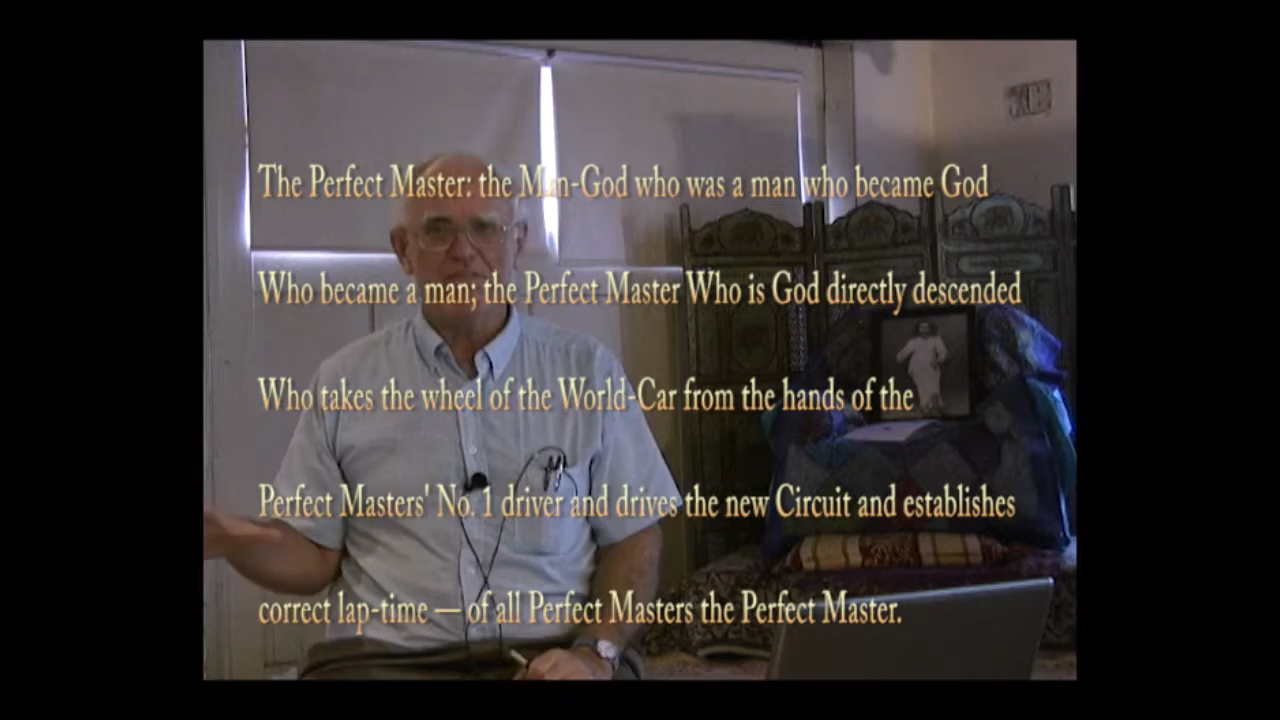 The Perfect Master: the Man-God who was a man who became God
Who became a man; the Perfect Master Who is God directly descended
Who takes the wheel of the World-Car from the hands of the
Perfect Masters' No. 1 driver and drives the new Circuit and establishes
correct lap-time — of all Perfect Masters the Perfect Master.